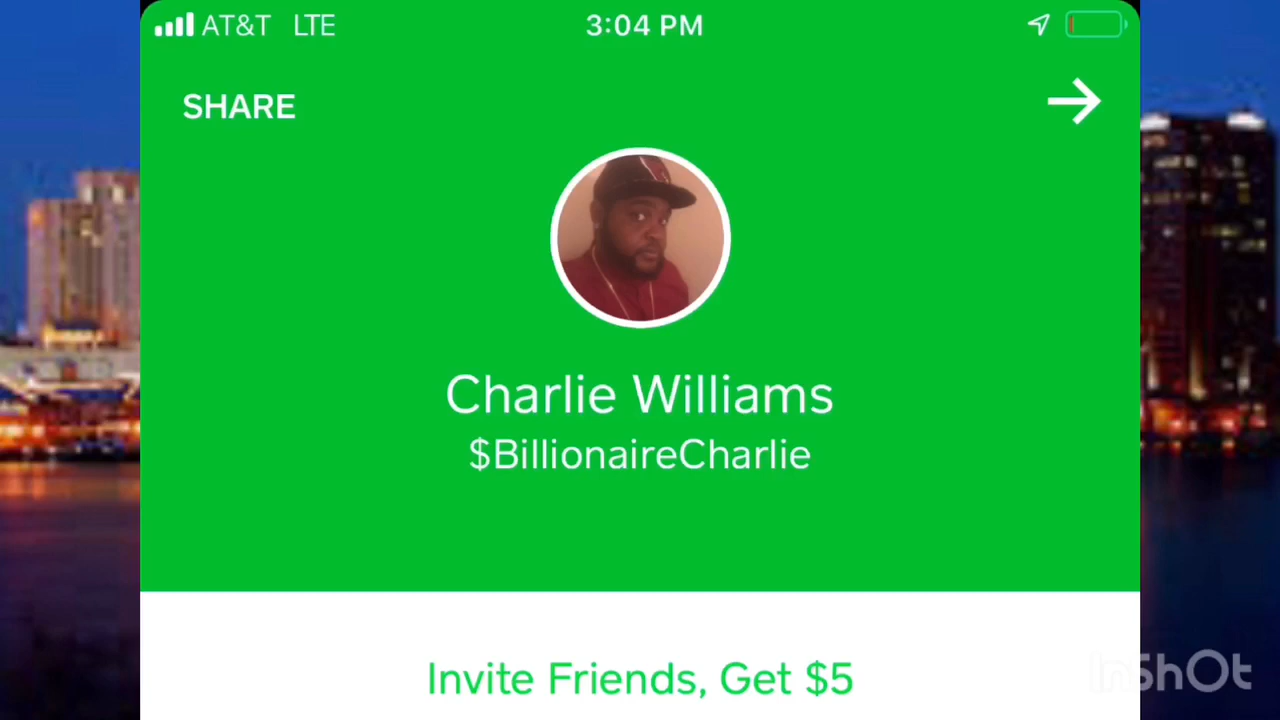 AT&T LTE 3:04 PM
SHARE
Charlie Williams
$BillionaireCharlie
Invite Friends, Get $5
InShOt